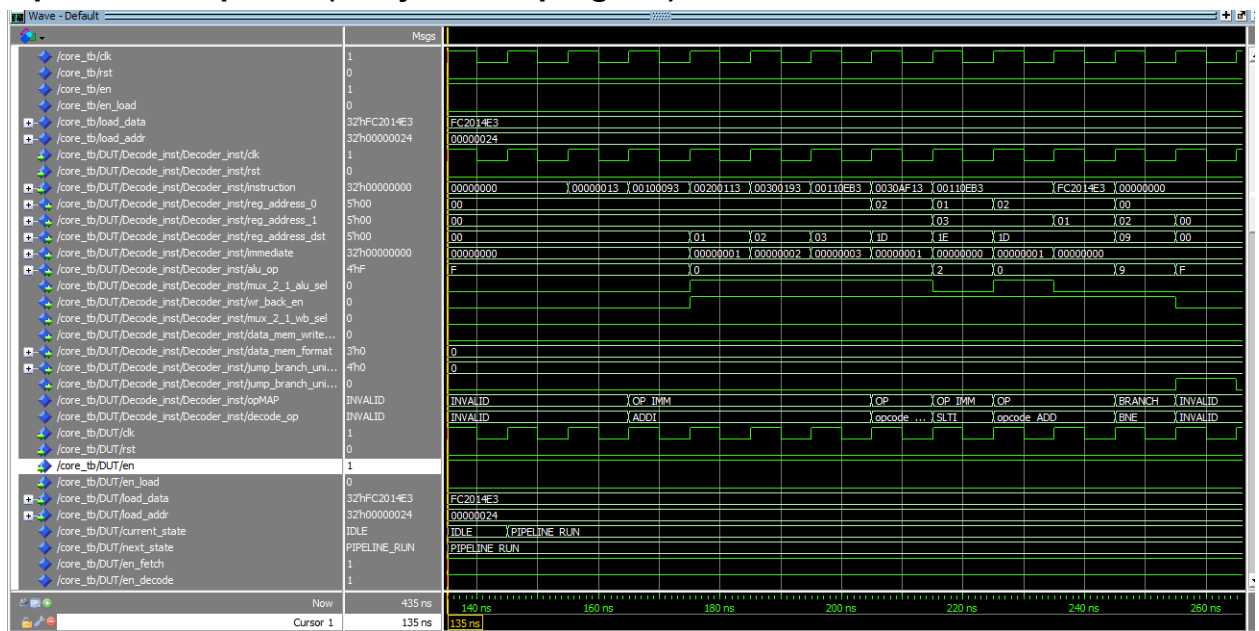 Wave - Default
Msgs
/core_tb/clk 1
/core_tb/rst 0
/core_tb/en 1
/core_tb/en_load 0
/core_tb/load_data 32'hFC2014E3 FC2014E3
/core_tb/load_addr 32'h00000024 00000024
/core_tb/DUT/Decode_inst/Decoder_inst/clk 1
/core_tb/DUT/Decode_inst/Decoder_inst/rst 0
/core_tb/DUT/Decode_inst/Decoder_inst/instruction 32'h00000000 00000000 00000013 00100093 00200113 00300193 00110EB3 0030AF13 00110EB3 FC2014E3 00000000
/core_tb/DUT/Decode_inst/Decoder_inst/reg_address_0 5'h00 00 02 01 02 00
/core_tb/DUT/Decode_inst/Decoder_inst/reg_address_1 5'h00 00 03 01 02 00
/core_tb/DUT/Decode_inst/Decoder_inst/reg_address_dst 5'h00 00 01 02 03 1D 1E 1D 09 00
/core_tb/DUT/Decode_inst/Decoder_inst/immediate 32'h00000000 00000000 00000001 00000002 00000003 00000001 00000000 00000001 00000000
/core_tb/DUT/Decode_inst/Decoder_inst/alu_op 4'hF F 0 2 0 9 F
/core_tb/DUT/Decode_inst/Decoder_inst/mux_2_1_alu_sel 0
/core_tb/DUT/Decode_inst/Decoder_inst/wr_back_en 0
/core_tb/DUT/Decode_inst/Decoder_inst/mux_2_1_wb_sel 0
/core_tb/DUT/Decode_inst/Decoder_inst/data_mem_write... 0
/core_tb/DUT/Decode_inst/Decoder_inst/data_mem_format 3'h0 0
/core_tb/DUT/Decode_inst/Decoder_inst/jump_branch_uni... 4'h0 0
/core_tb/DUT/Decode_inst/Decoder_inst/jump_branch_uni... 0
/core_tb/DUT/Decode_inst/Decoder_inst/opMAP INVALID INVALID OP_IMM OP OP_IMM OP BRANCH INVALID
/core_tb/DUT/Decode_inst/Decoder_inst/decode_op INVALID INVALID ADDI opcode ... SLTI opcode_ADD BNE INVALID
/core_tb/DUT/clk 1
/core_tb/DUT/rst 0
/core_tb/DUT/en 1
/core_tb/DUT/en_load 0
/core_tb/DUT/load_data 32'hFC2014E3 FC2014E3
/core_tb/DUT/load_addr 32'h00000024 00000024
/core_tb/DUT/current_state IDLE IDLE PIPELINE_RUN
/core_tb/DUT/next_state PIPELINE_RUN PIPELINE_RUN
/core_tb/DUT/en_fetch 1
/core_tb/DUT/en_decode 1
Now 435 ns 140 ns 160 ns 180 ns 200 ns 220 ns 240 ns 260 ns
Cursor 1 135 ns 135 ns